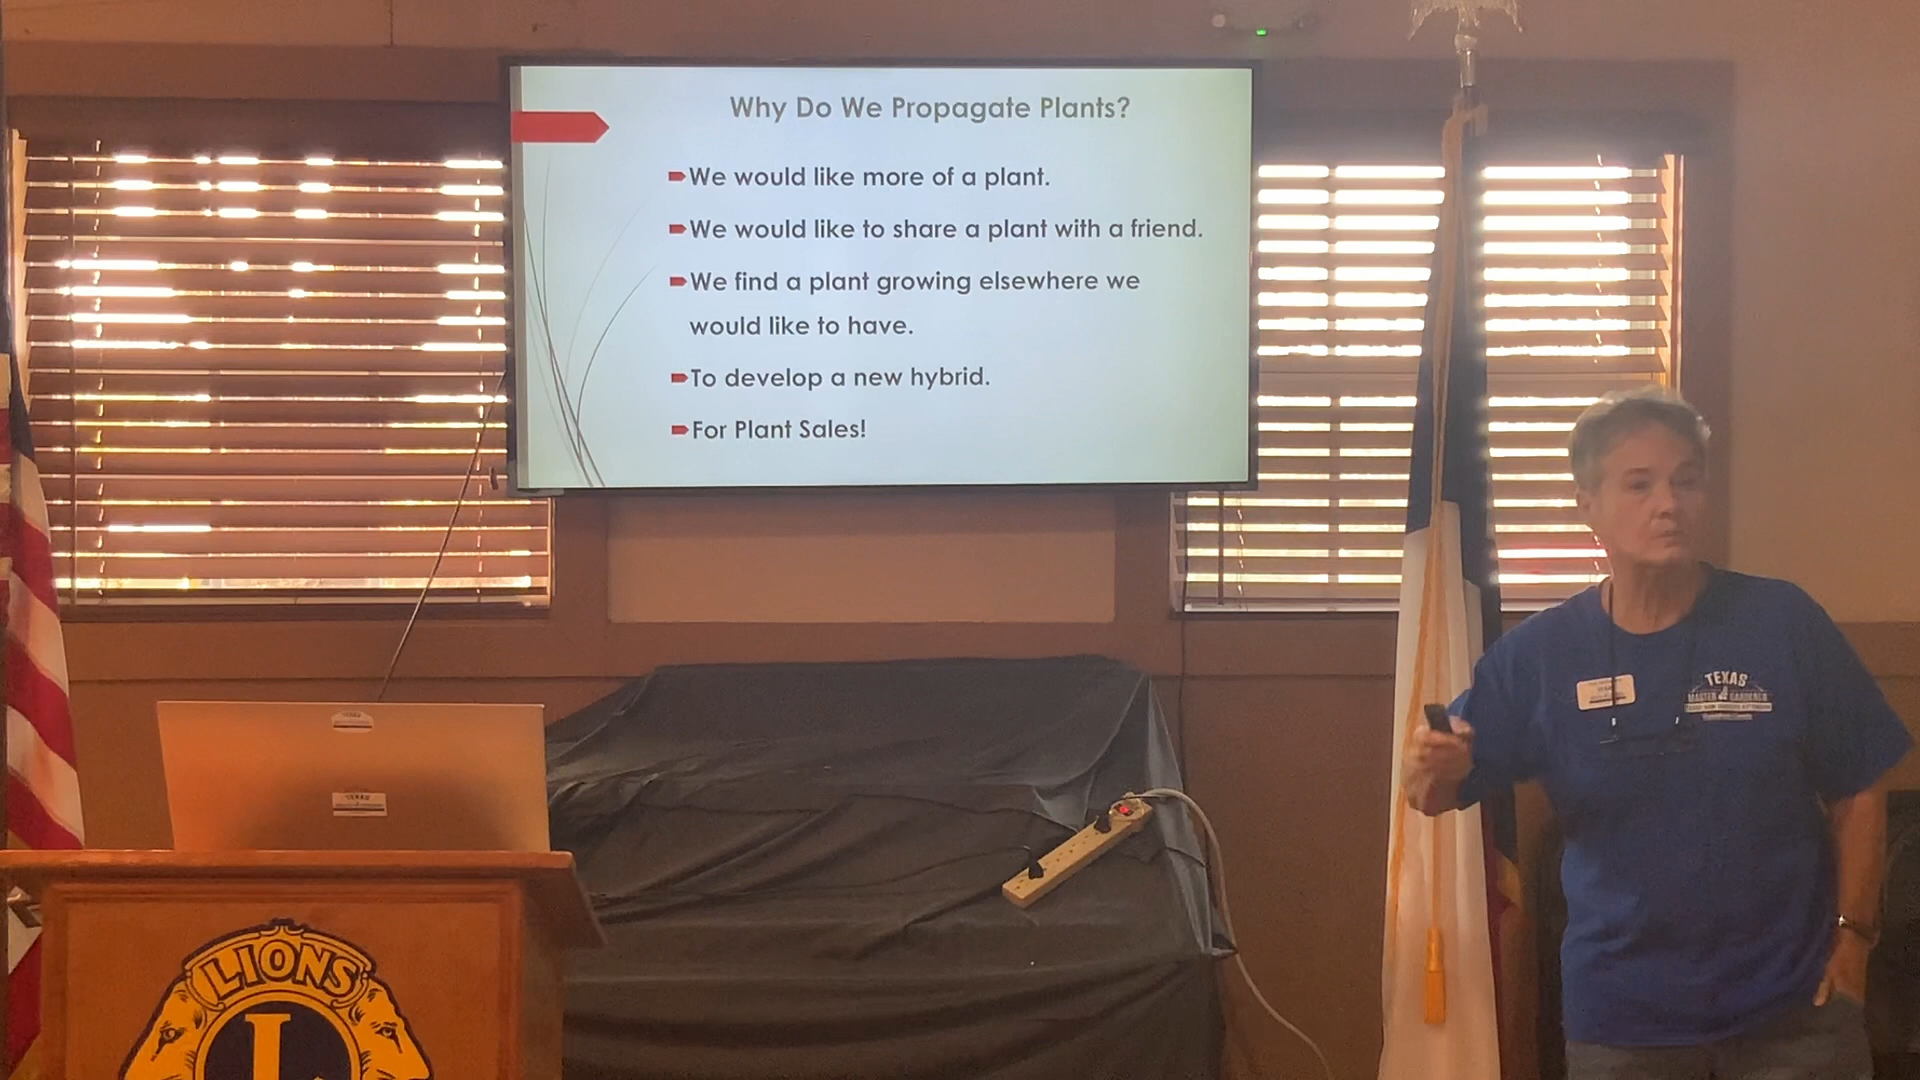 Why Do We Propagate Plants?
We would like more of a plant.
We would like to share a plant with a friend.
We find a plant growing elsewhere we
would like to have.
To develop a new hybrid.
For Plant Sales!
TEXAS
MASTER GARDENER
TEXAS
LIONS
L